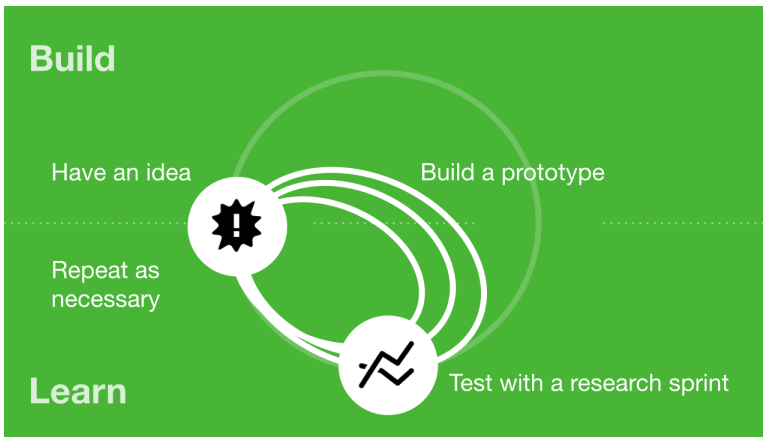 Build
Have an idea
Build a prototype
!
Repeat as
necessary
Test with a research sprint
Learn